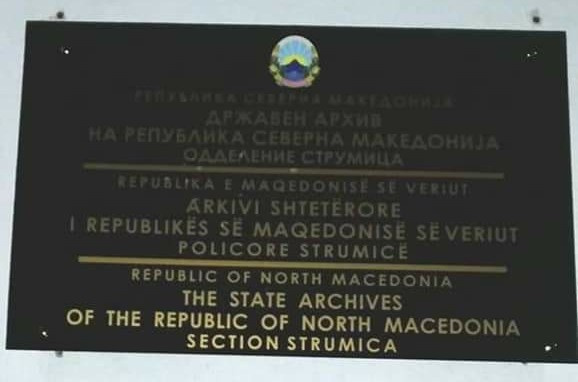 РЕПУБЛИКА СЕВЕРНА МАКЕДОНИЈА
ДРЖАВЕН АРХИВ
НА РЕПУБЛИКА СЕВЕРНА МАКЕДОНИЈА
ОДДЕЛЕНИЕ СТРУМИЦА
REPUBLIKA E MAQEDONISË SË VERIUT
ARKIVI SHTETËRORE
I REPUBLIKËS SË MAQEDONISË SË VERIUT
POLICORE STRUMICË
REPUBLIC OF NORTH MACEDONIA
THE STATE ARCHIVES
OF THE REPUBLIC OF NORTH MACEDONIA
SECTION STRUMICA